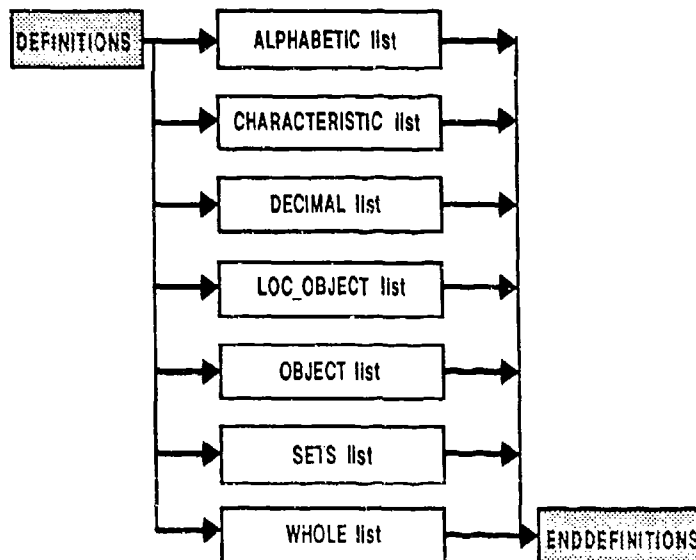 DEFINITIONS
ALPHABETIC list
CHARACTERISTIC list
DECIMAL list
LOC_OBJECT list
OBJECT list
SETS list
WHOLE list
ENDDEFINITIONS